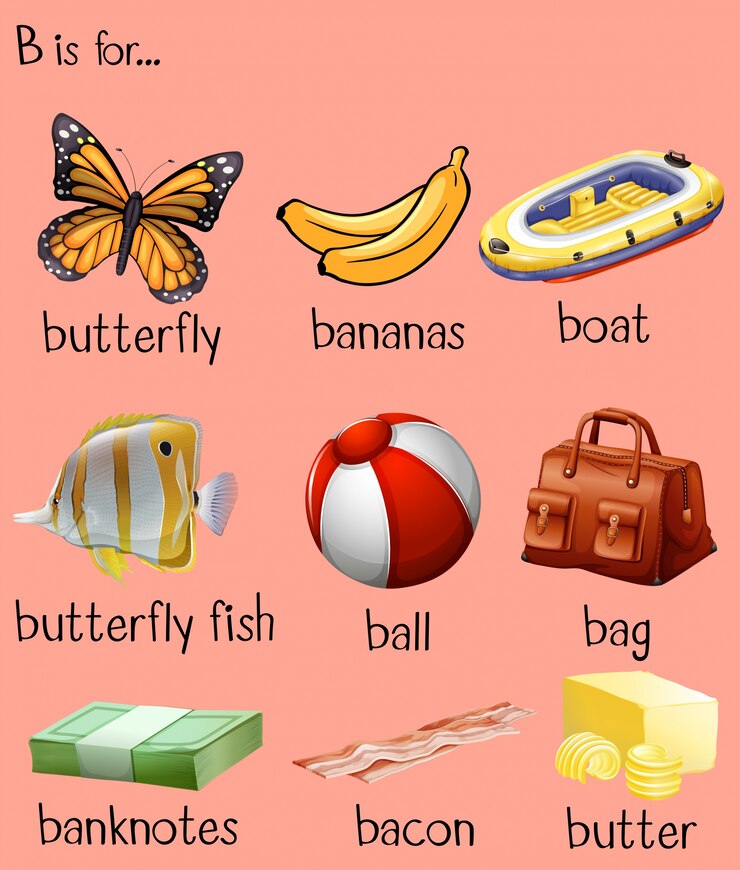 B is for...
butterfly
bananas
boat
butterfly fish
ball
bag
banknotes
bacon
butter